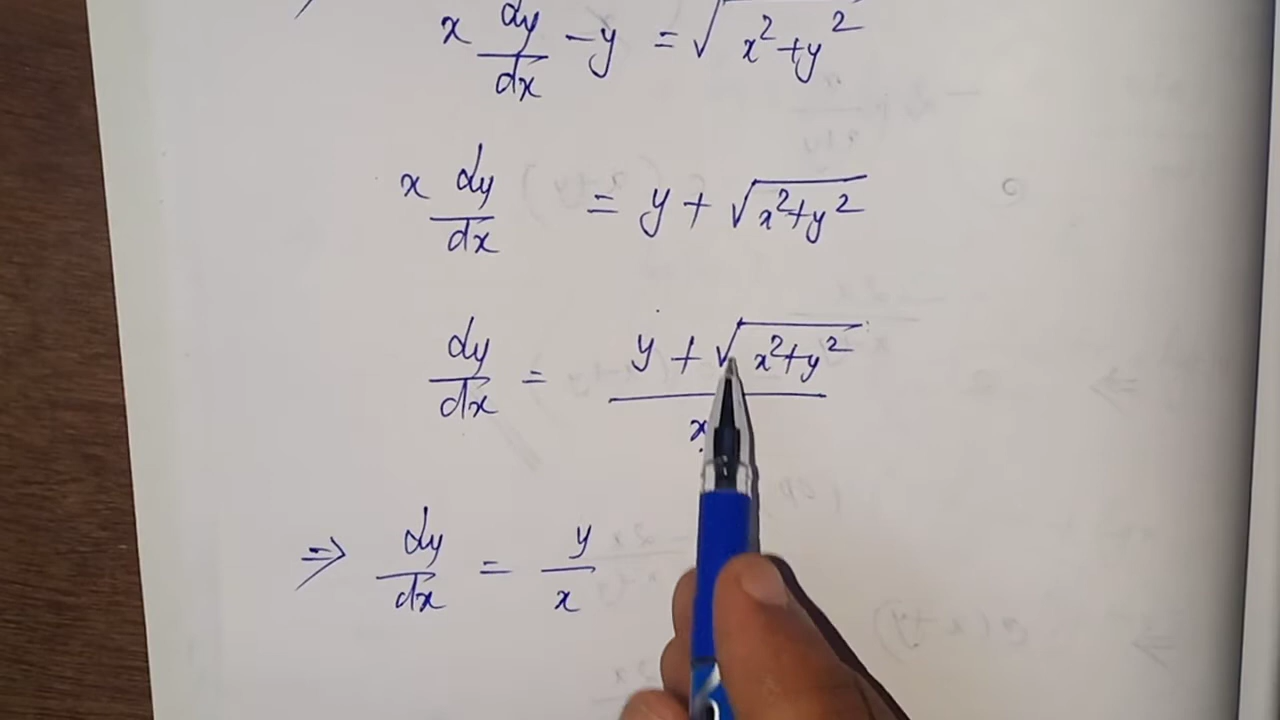 x dy/dx - y = √(x² + y²)
x dy/dx = y + √(x² + y²)
dy/dx = (y + √(x² + y²))/x
⇒ dy/dx = y/x